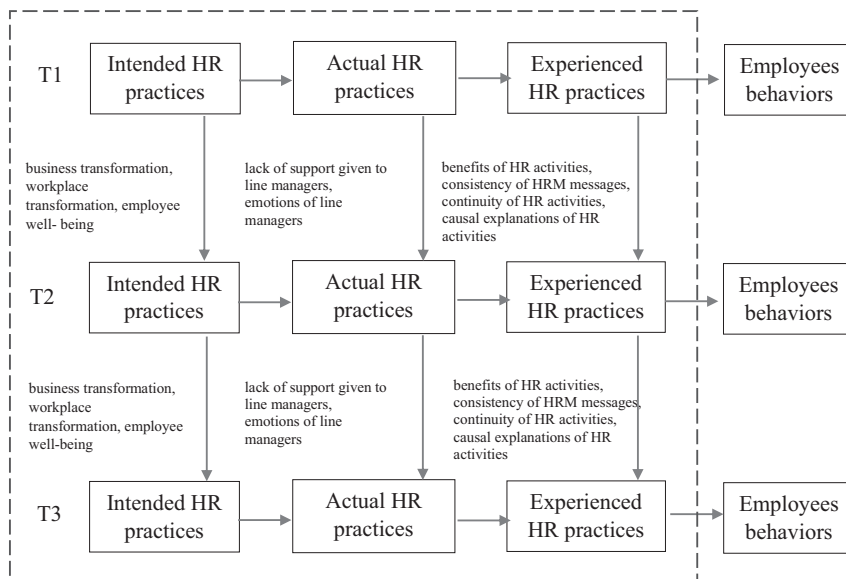 T1
Intended HR
practices
Actual HR
practices
Experienced
HR practices
Employees
behaviors
business transformation,
workplace
transformation, employee
well- being
lack of support given to
line managers,
emotions of line
managers
benefits of HR activities,
consistency of HRM messages,
continuity of HR activities,
causal explanations of HR
activities
T2
Intended HR
practices
Actual HR
practices
Experienced
HR practices
Employees
behaviors
business transformation,
workplace
transformation, employee
well-being
lack of support given to
line managers,
emotions of line
managers
benefits of HR activities,
consistency of HRM messages,
continuity of HR activities,
causal explanations of HR
activities
T3
Intended HR
practices
Actual HR
practices
Experienced
HR practices
Employees
behaviors